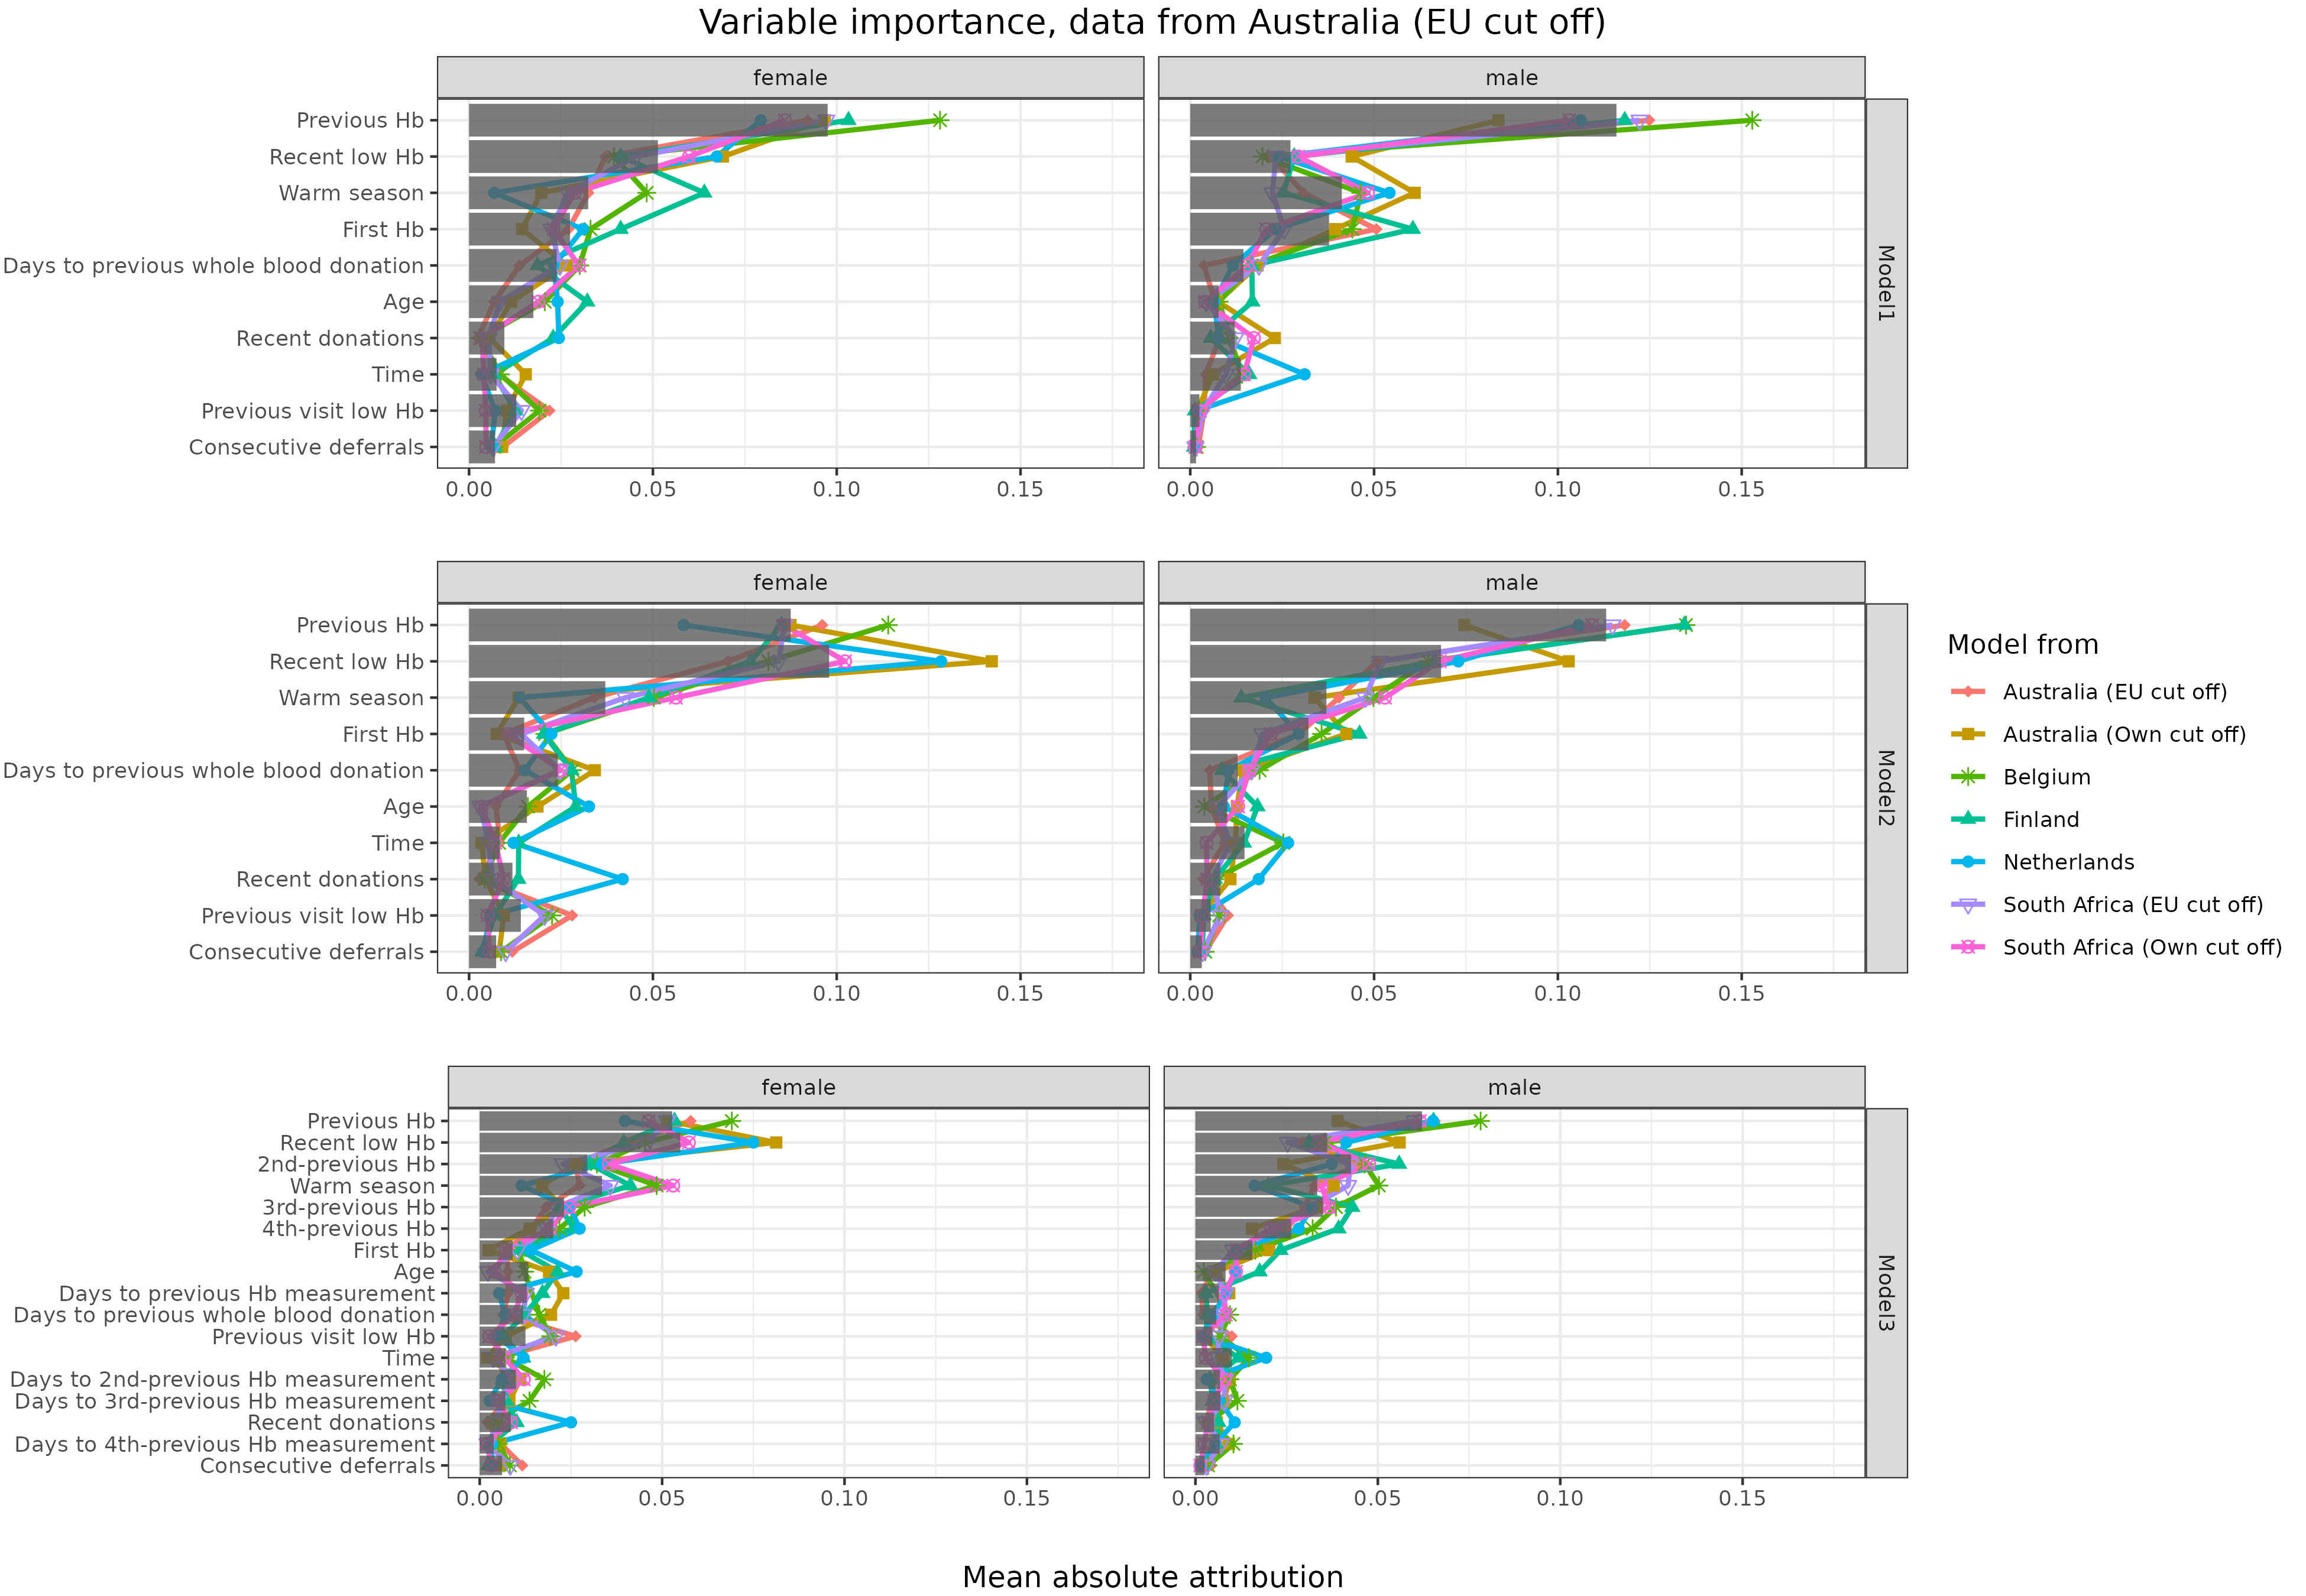 Variable importance, data from Australia (EU cut off)
female
male
Previous Hb
Recent low Hb
Warm season
First Hb
Days to previous whole blood donation
Age
Recent donations
Time
Previous visit low Hb
Consecutive deferrals
Model1
0.00 0.05 0.10 0.15
0.00 0.05 0.10 0.15
female
male
Previous Hb
Recent low Hb
Warm season
First Hb
Days to previous whole blood donation
Age
Time
Recent donations
Previous visit low Hb
Consecutive deferrals
Model2
0.00 0.05 0.10 0.15
0.00 0.05 0.10 0.15
Model from
Australia (EU cut off)
Australia (Own cut off)
Belgium
Finland
Netherlands
South Africa (EU cut off)
South Africa (Own cut off)
female
male
Previous Hb
Recent low Hb
2nd-previous Hb
Warm season
3rd-previous Hb
4th-previous Hb
First Hb
Age
Days to previous Hb measurement
Days to previous whole blood donation
Previous visit low Hb
Time
Days to 2nd-previous Hb measurement
Days to 3rd-previous Hb measurement
Recent donations
Days to 4th-previous Hb measurement
Consecutive deferrals
Model3
0.00 0.05 0.10 0.15
0.00 0.05 0.10 0.15
Mean absolute attribution